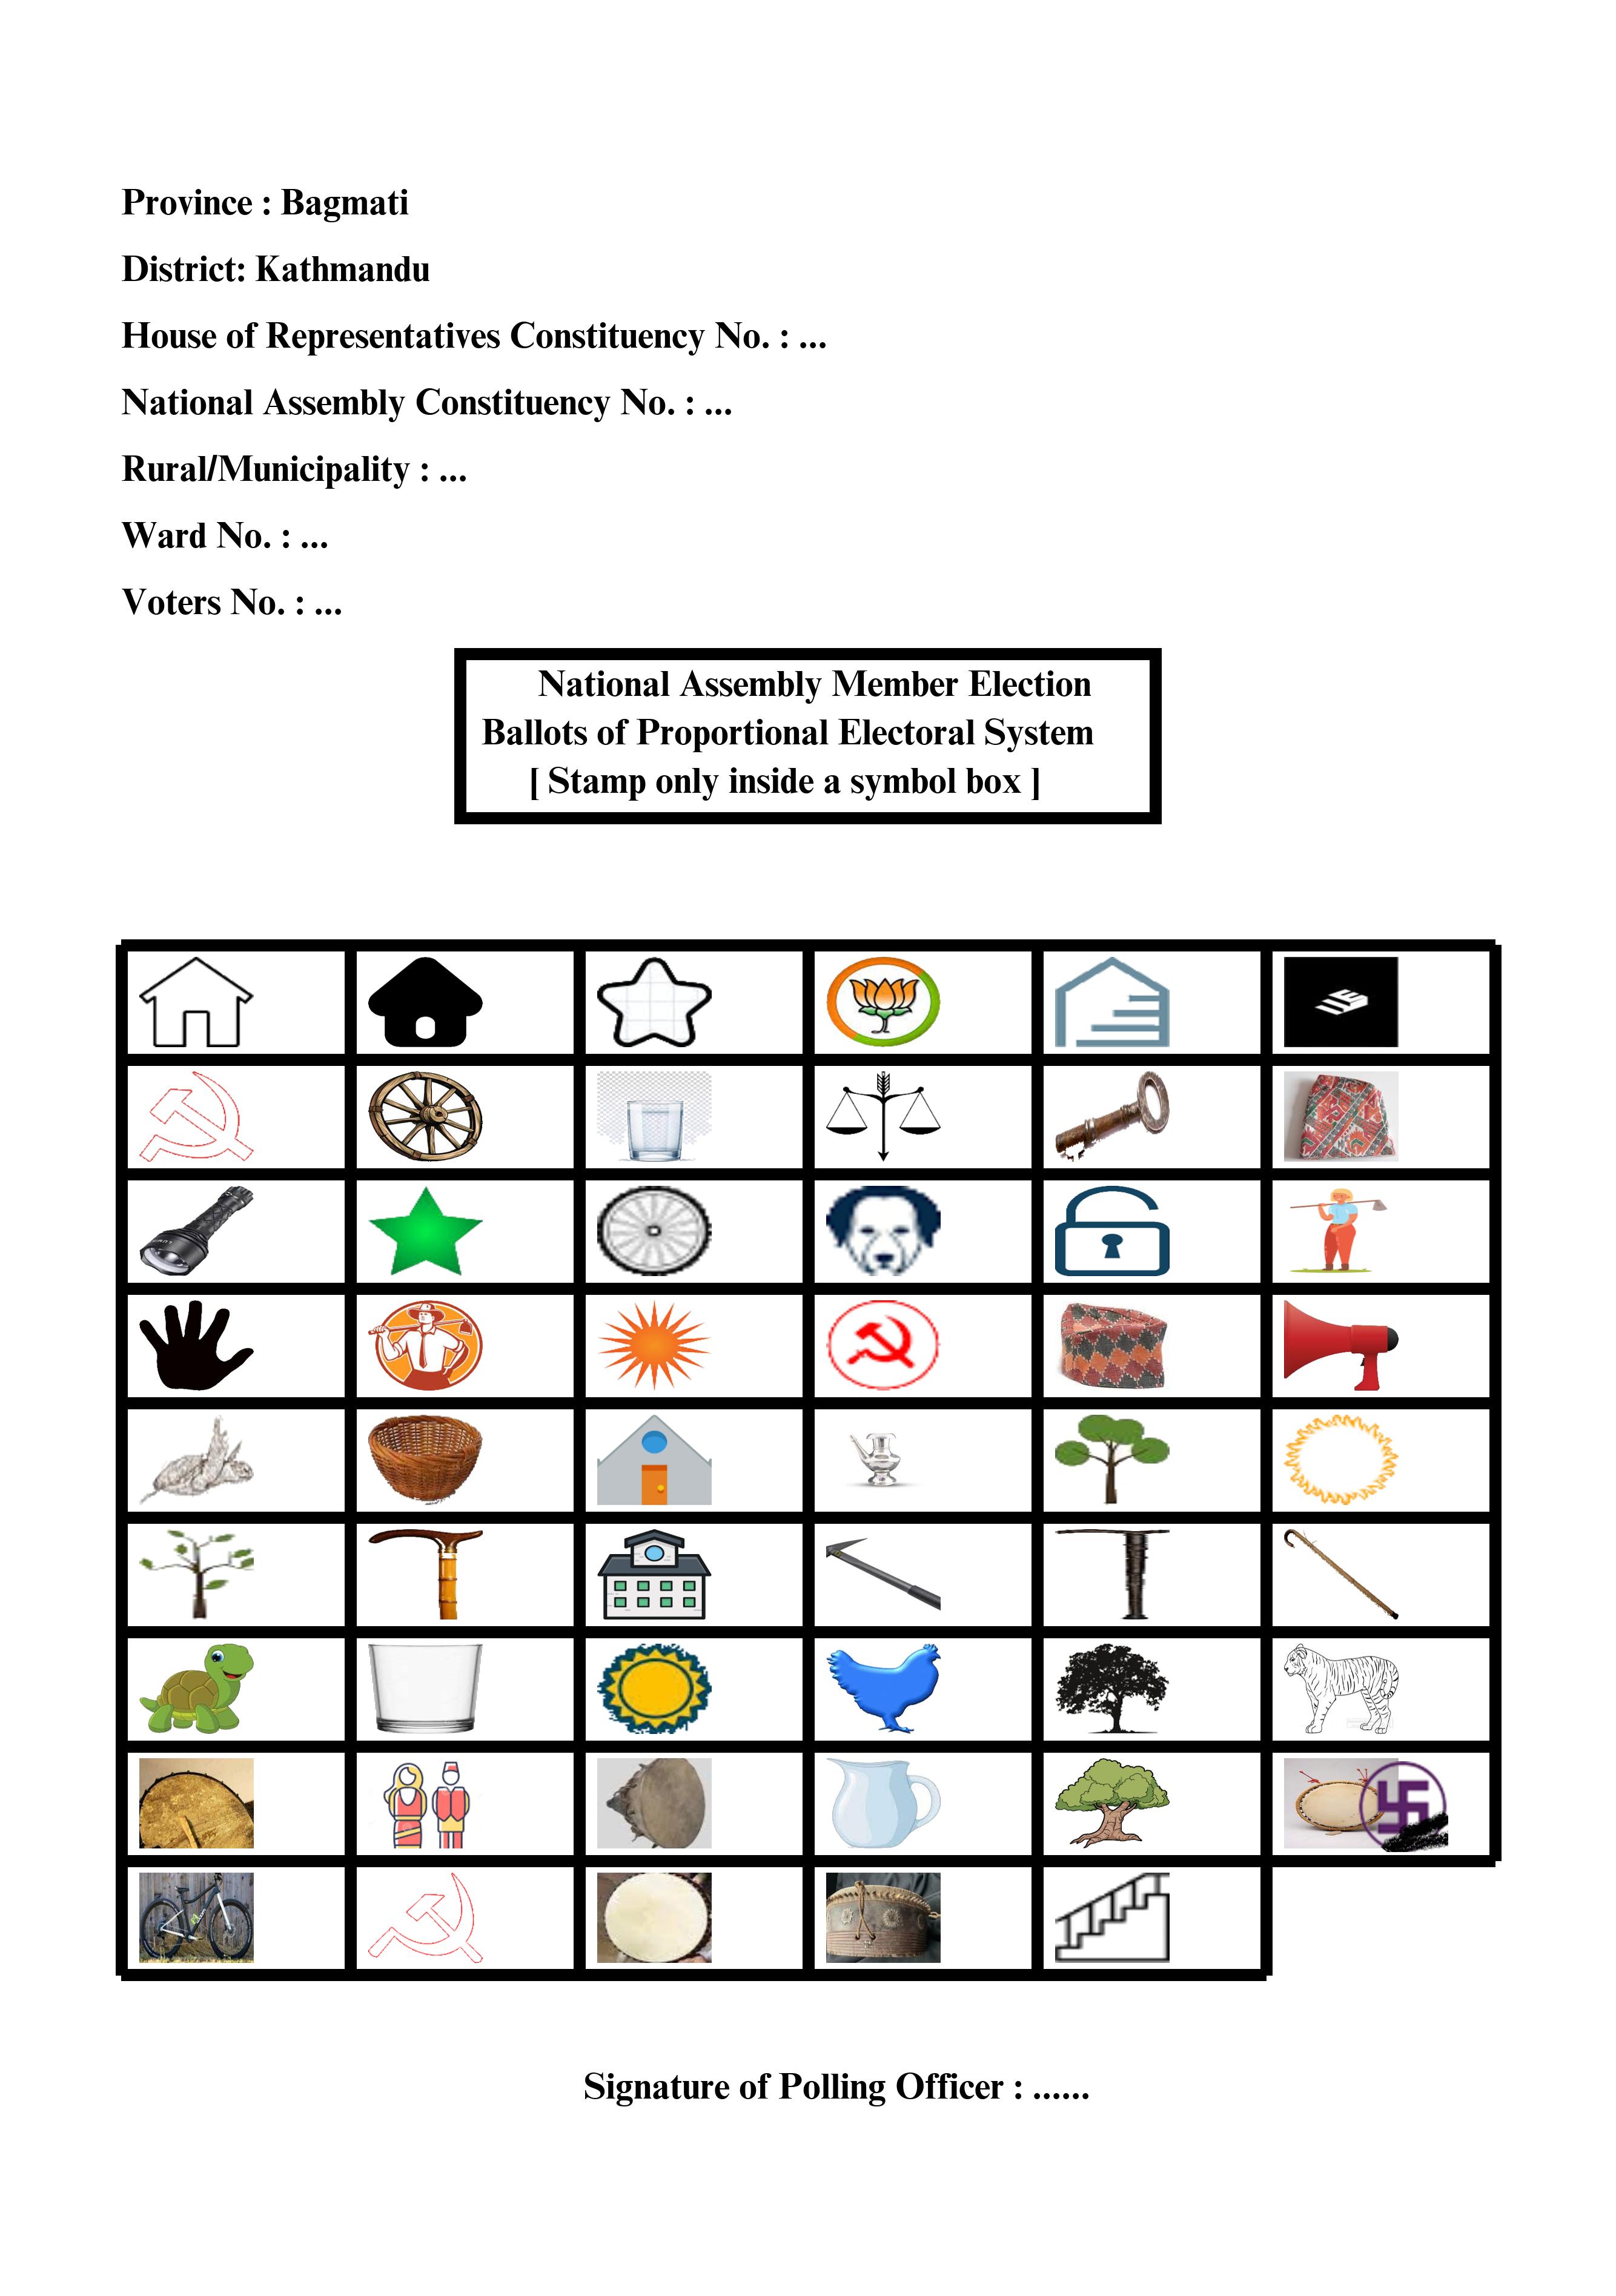 Province : Bagmati
District: Kathmandu
House of Representatives Constituency No. : ...
National Assembly Constituency No. : ...
Rural/Municipality : ...
Ward No. : ...
Voters No. : ...
National Assembly Member Election
Ballots of Proportional Electoral System
[ Stamp only inside a symbol box ]
Signature of Polling Officer : ......